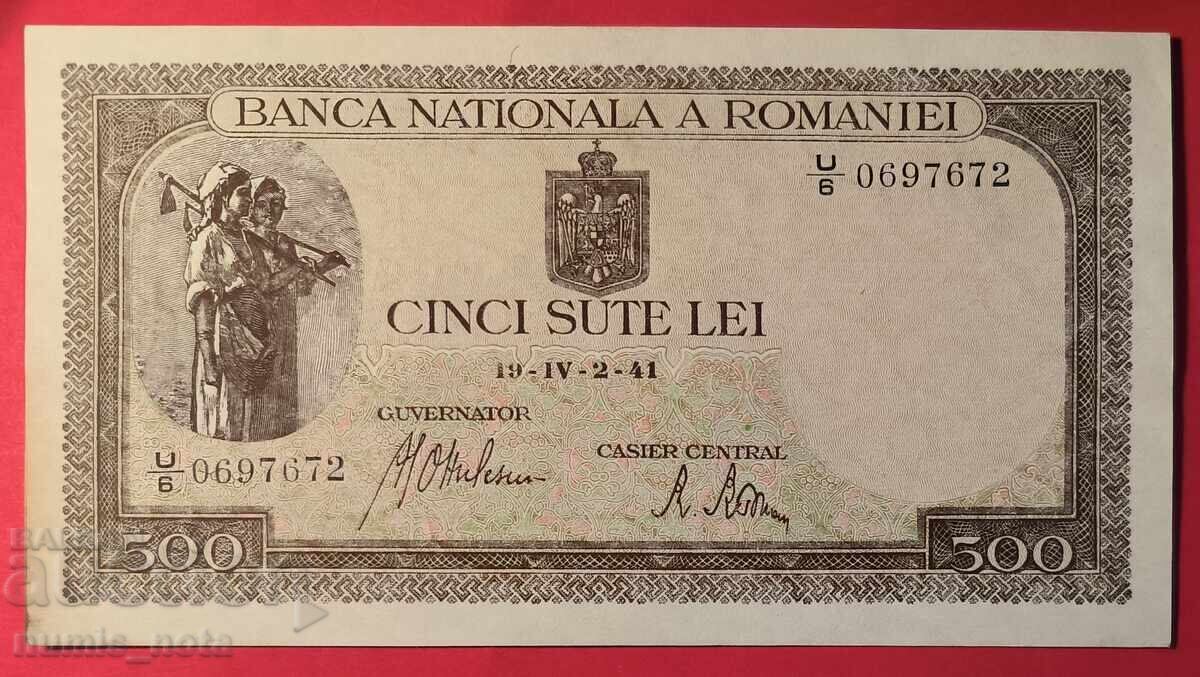 BANCA NATIONALA A ROMANIEI
U/6 0697672
CINCI SUTE LEI
19-IV-2-41
GUVERNATOR
CASIER CENTRAL
U/6 0697672
500
500
numis_nota